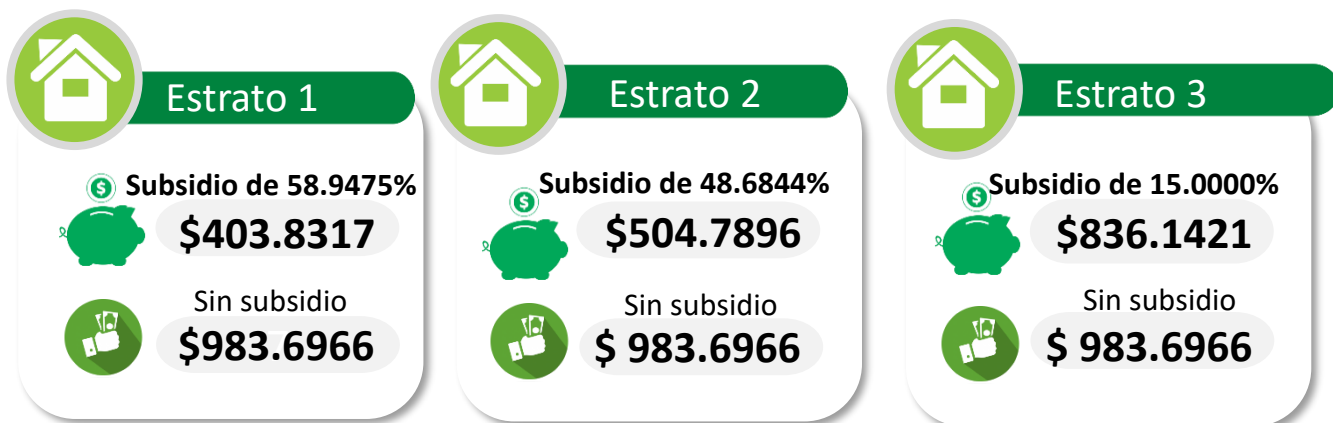 Estrato 1
Subsidio de 58.9475%
$403.8317
Sin subsidio
$983.6966
Estrato 2
Subsidio de 48.6844%
$504.7896
Sin subsidio
$ 983.6966
Estrato 3
Subsidio de 15.0000%
$836.1421
Sin subsidio
$ 983.6966